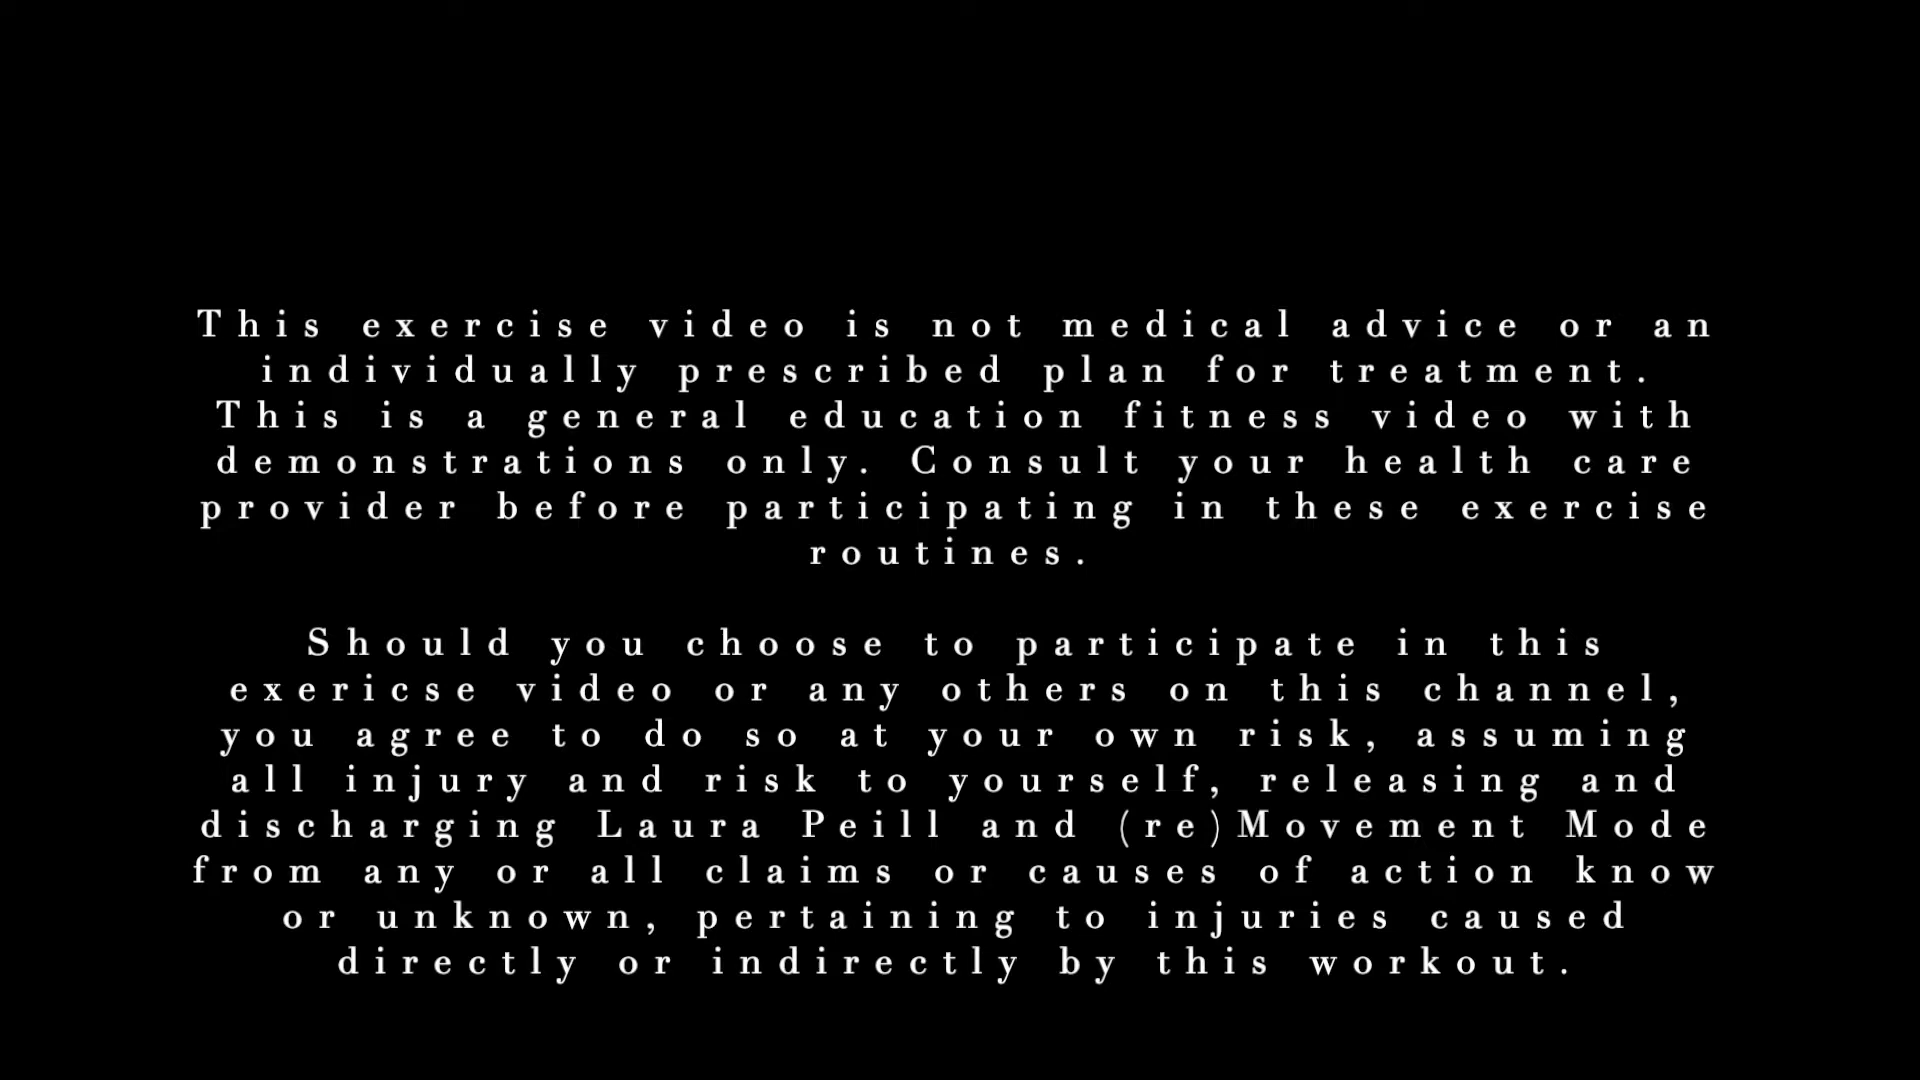 This exercise video is not medical advice or an
individually prescribed plan for treatment.
This is a general education fitness video with
demonstrations only. Consult your health care
provider before participating in these exercise
routines.
Should you choose to participate in this
exericse video or any others on this channel,
you agree to do so at your own risk, assuming
all injury and risk to yourself, releasing and
discharging Laura Peill and (re)Movement Mode
from any or all claims or causes of action know
or unknown, pertaining to injuries caused
directly or indirectly by this workout.